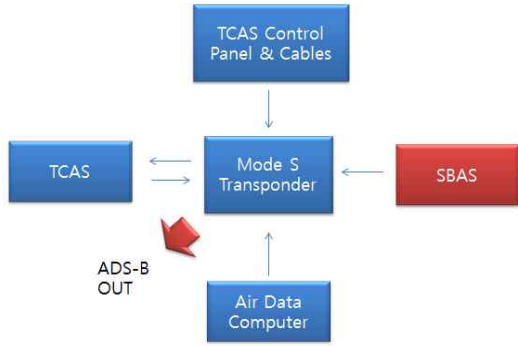 TCAS Control
Panel & Cables
TCAS
Mode S
Transponder
SBAS
ADS-B
OUT
Air Data
Computer